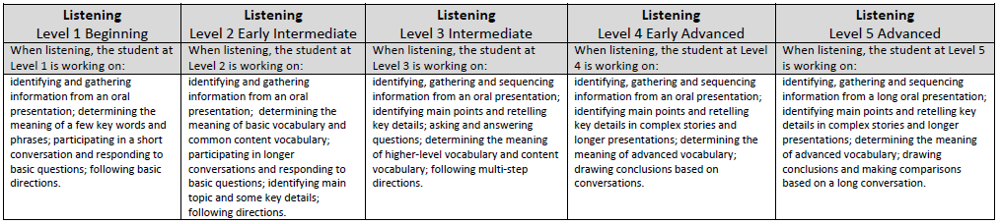 Listening
Level 1 Beginning
When listening, the student at
Level 1 is working on:
identifying and gathering
information from an oral
presentation; determining the
meaning of a few key words and
phrases; participating in a short
conversation and responding to
basic questions; following basic
directions.
Listening
Level 2 Early Intermediate
When listening, the student at
Level 2 is working on:
identifying and gathering
information from an oral
presentation;  determining the
meaning of basic vocabulary and
common content vocabulary;
participating in longer
conversations and responding to
basic questions; identifying main
topic and some key details;
following directions.
Listening
Level 3 Intermediate
When listening, the student at
Level 3 is working on:
identifying, gathering and sequencing
information from an oral presentation;
identifying main points and retelling
key details; asking and answering
questions; determining the meaning
of higher-level vocabulary and content
vocabulary; following multi-step
directions.
Listening
Level 4 Early Advanced
When listening, the student at Level
4 is working on:
identifying, gathering and sequencing
information from an oral presentation;
identifying main points and retelling
key details in complex stories and
longer presentations; determining the
meaning of advanced vocabulary;
drawing conclusions based on
conversations.
Listening
Level 5 Advanced
When listening, the student at Level 5
is working on:
identifying, gathering and sequencing
information from a long oral presentation;
identifying main points and retelling key
details in complex stories and longer
presentations; determining the meaning
of advanced vocabulary; drawing
conclusions and making comparisons
based on a long conversation.